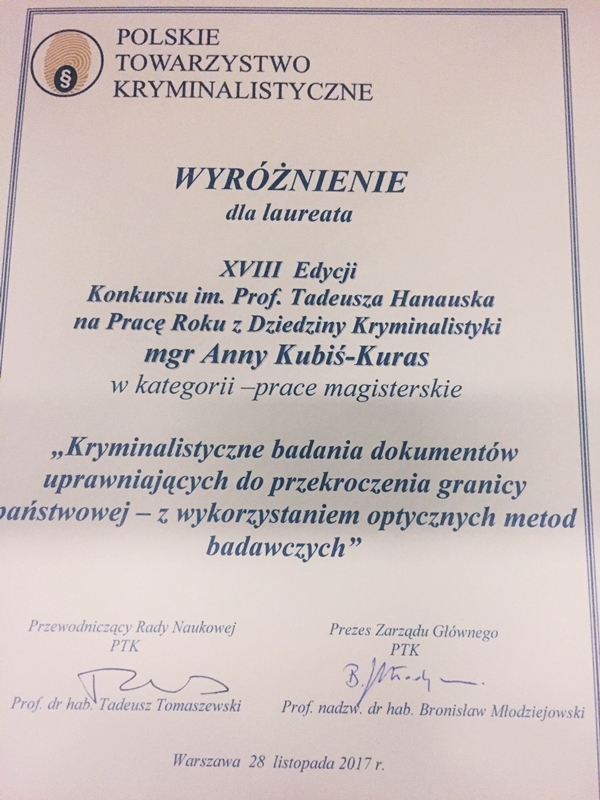 §
POLSKIE
TOWARZYSTWO
KRYMINALISTYCZNE
WYRÓŻNIENIE
dla laureata
XVIII Edycji
Konkursu im. Prof. Tadeusza Hanauska
na Pracę Roku z Dziedziny Kryminalistyki
mgr Anny Kubiś-Kuras
w kategorii –prace magisterskie
„Kryminalistyczne badania dokumentów
uprawniających do przekroczenia granicy
państwowej – z wykorzystaniem optycznych metod
badawczych”
Przewodniczący Rady Naukowej
PTK
Prof. dr hab. Tadeusz Tomaszewski
Prezes Zarządu Głównego
PTK
Prof. nadzw. dr hab. Bronisław Młodziejowski
Warszawa 28 listopada 2017 r.